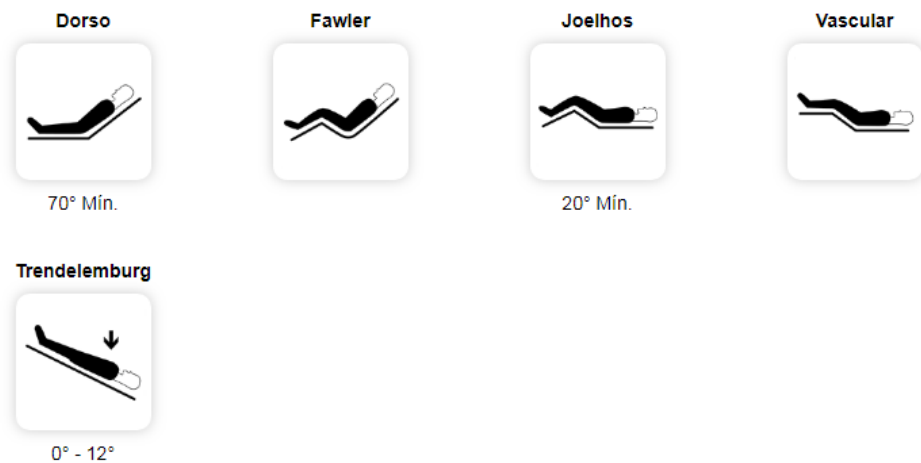 Dorso
Fawler
Joelhos
Vascular
70° Mín.
20° Mín.
Trendelemburg
0° - 12°